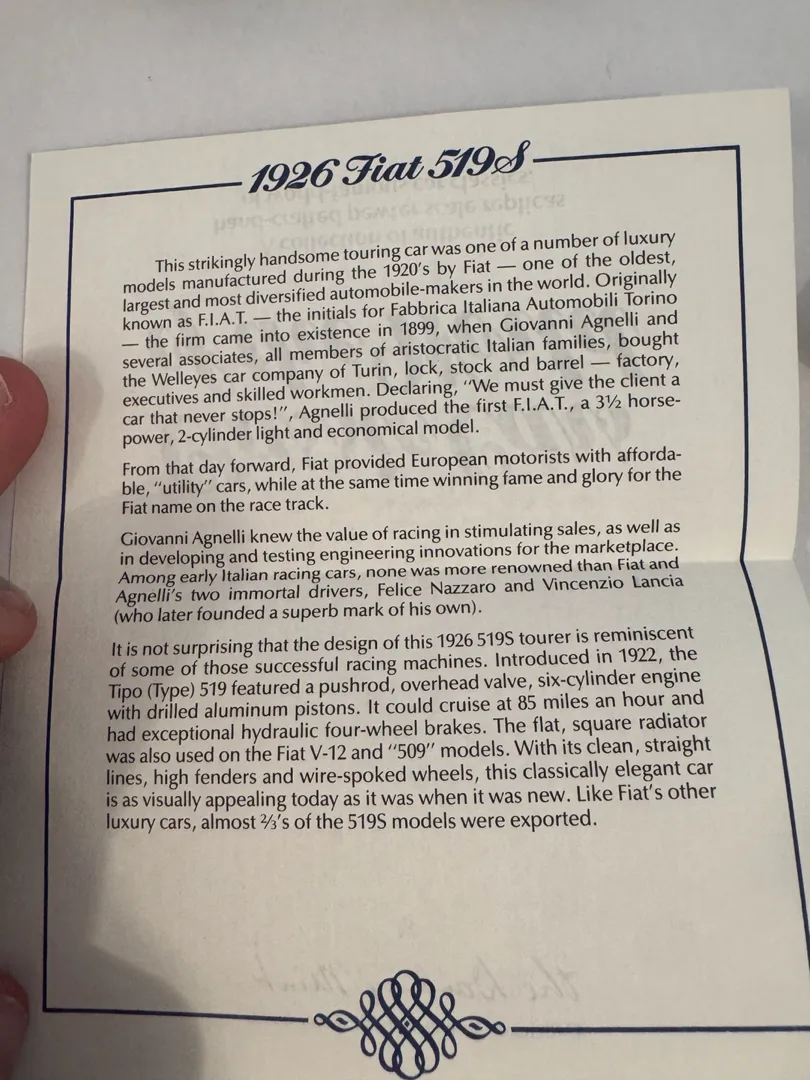 1926 Fiat 519S
This strikingly handsome touring car was one of a number of luxury
models manufactured during the 1920's by Fiat — one of the oldest,
largest and most diversified automobile-makers in the world. Originally
known as F.I.A.T. — the initials for Fabbrica Italiana Automobili Torino
— the firm came into existence in 1899, when Giovanni Agnelli and
several associates, all members of aristocratic Italian families, bought
the Welleyes car company of Turin, lock, stock and barrel — factory,
executives and skilled workmen. Declaring, “We must give the client a
car that never stops!”, Agnelli produced the first F.I.A.T., a 3½ horse-
power, 2-cylinder light and economical model.
From that day forward, Fiat provided European motorists with afforda-
ble, “utility” cars, while at the same time winning fame and glory for the
Fiat name on the race track.
Giovanni Agnelli knew the value of racing in stimulating sales, as well as
in developing and testing engineering innovations for the marketplace.
Among early Italian racing cars, none was more renowned than Fiat and
Agnelli's two immortal drivers, Felice Nazzaro and Vincenzio Lancia
(who later founded a superb mark of his own).
It is not surprising that the design of this 1926 519S tourer is reminiscent
of some of those successful racing machines. Introduced in 1922, the
Tipo (Type) 519 featured a pushrod, overhead valve, six-cylinder engine
with drilled aluminum pistons. It could cruise at 85 miles an hour and
had exceptional hydraulic four-wheel brakes. The flat, square radiator
was also used on the Fiat V-12 and “509” models. With its clean, straight
lines, high fenders and wire-spoked wheels, this classically elegant car
is as visually appealing today as it was when it was new. Like Fiat's other
luxury cars, almost ⅔'s of the 519S models were exported.